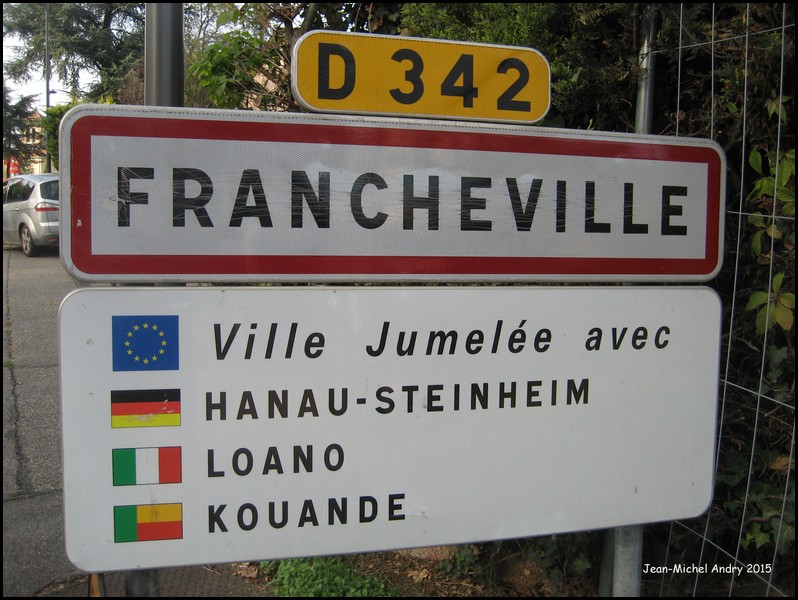 D 342
FRANCHEVILLE
Ville Jumelée avec
HANAU-STEINHEIM
LOANO
KOUANDE
Jean-Michel Andry 2015